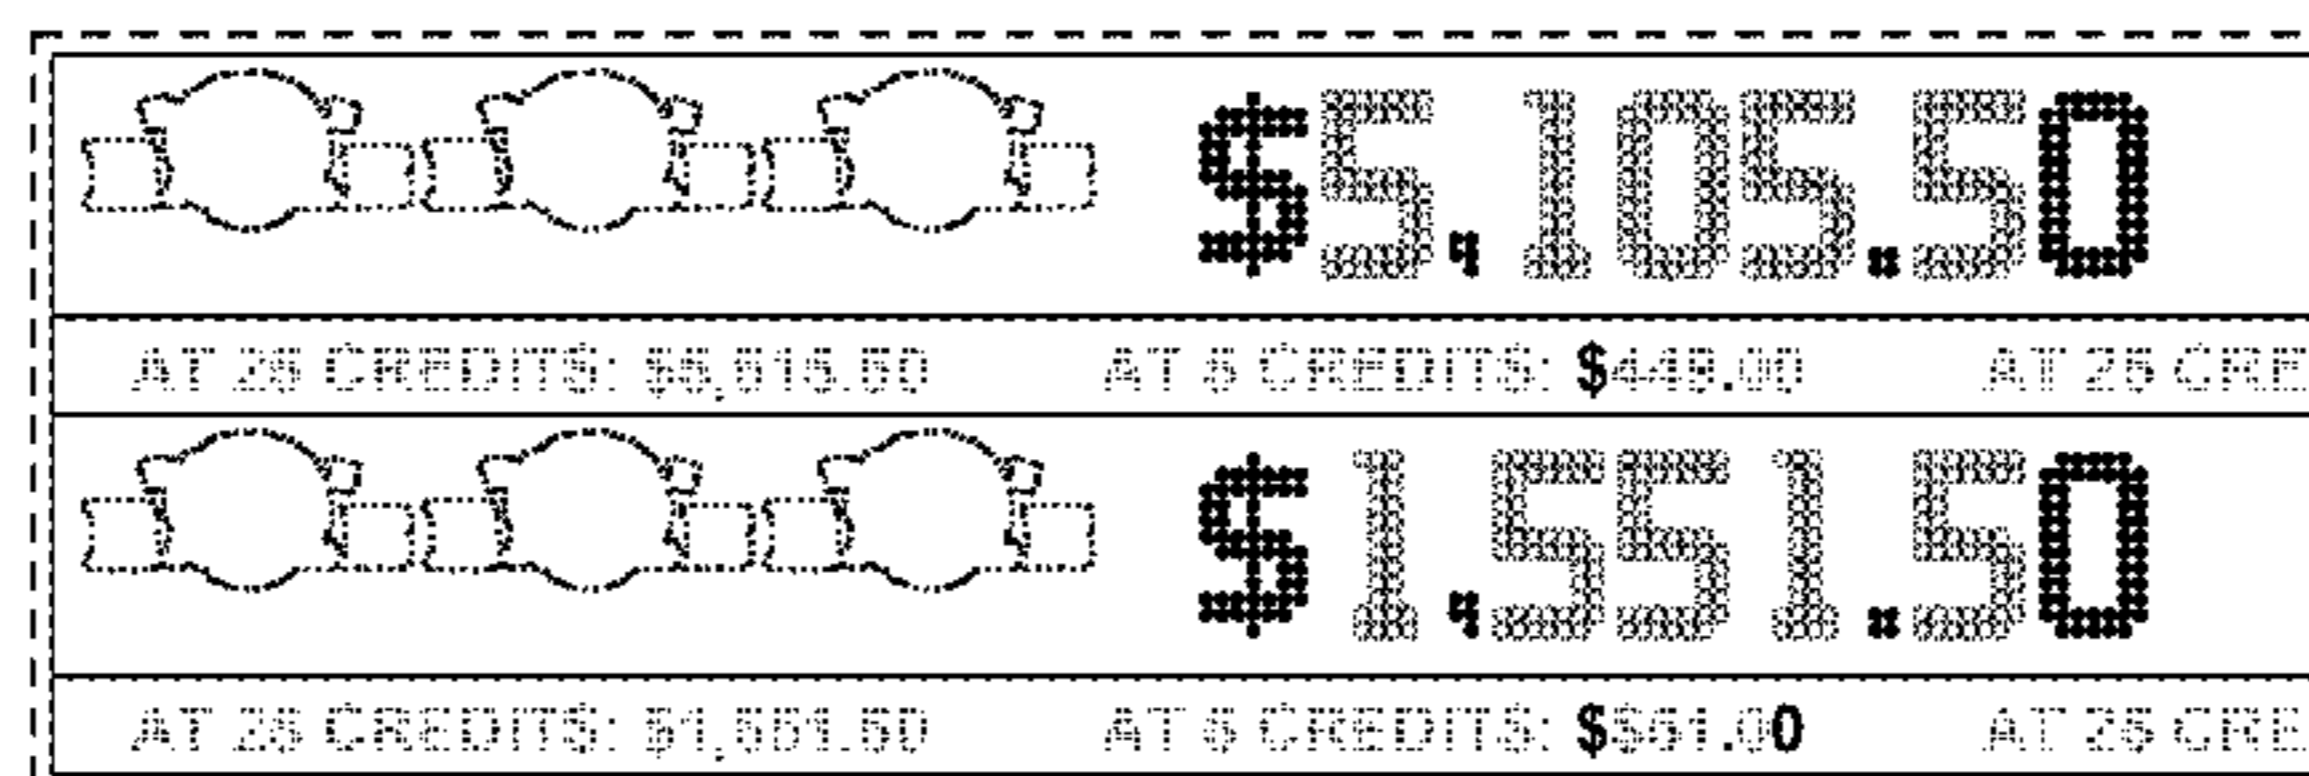 $5,105.50
AT 25 CREDITS: $5,515.50 AT 5 CREDITS: $449.00 AT 25 CRE
$1,551.50
AT 25 CREDITS: $1,551.50 AT 5 CREDITS: $$61.00 AT 25 CRE